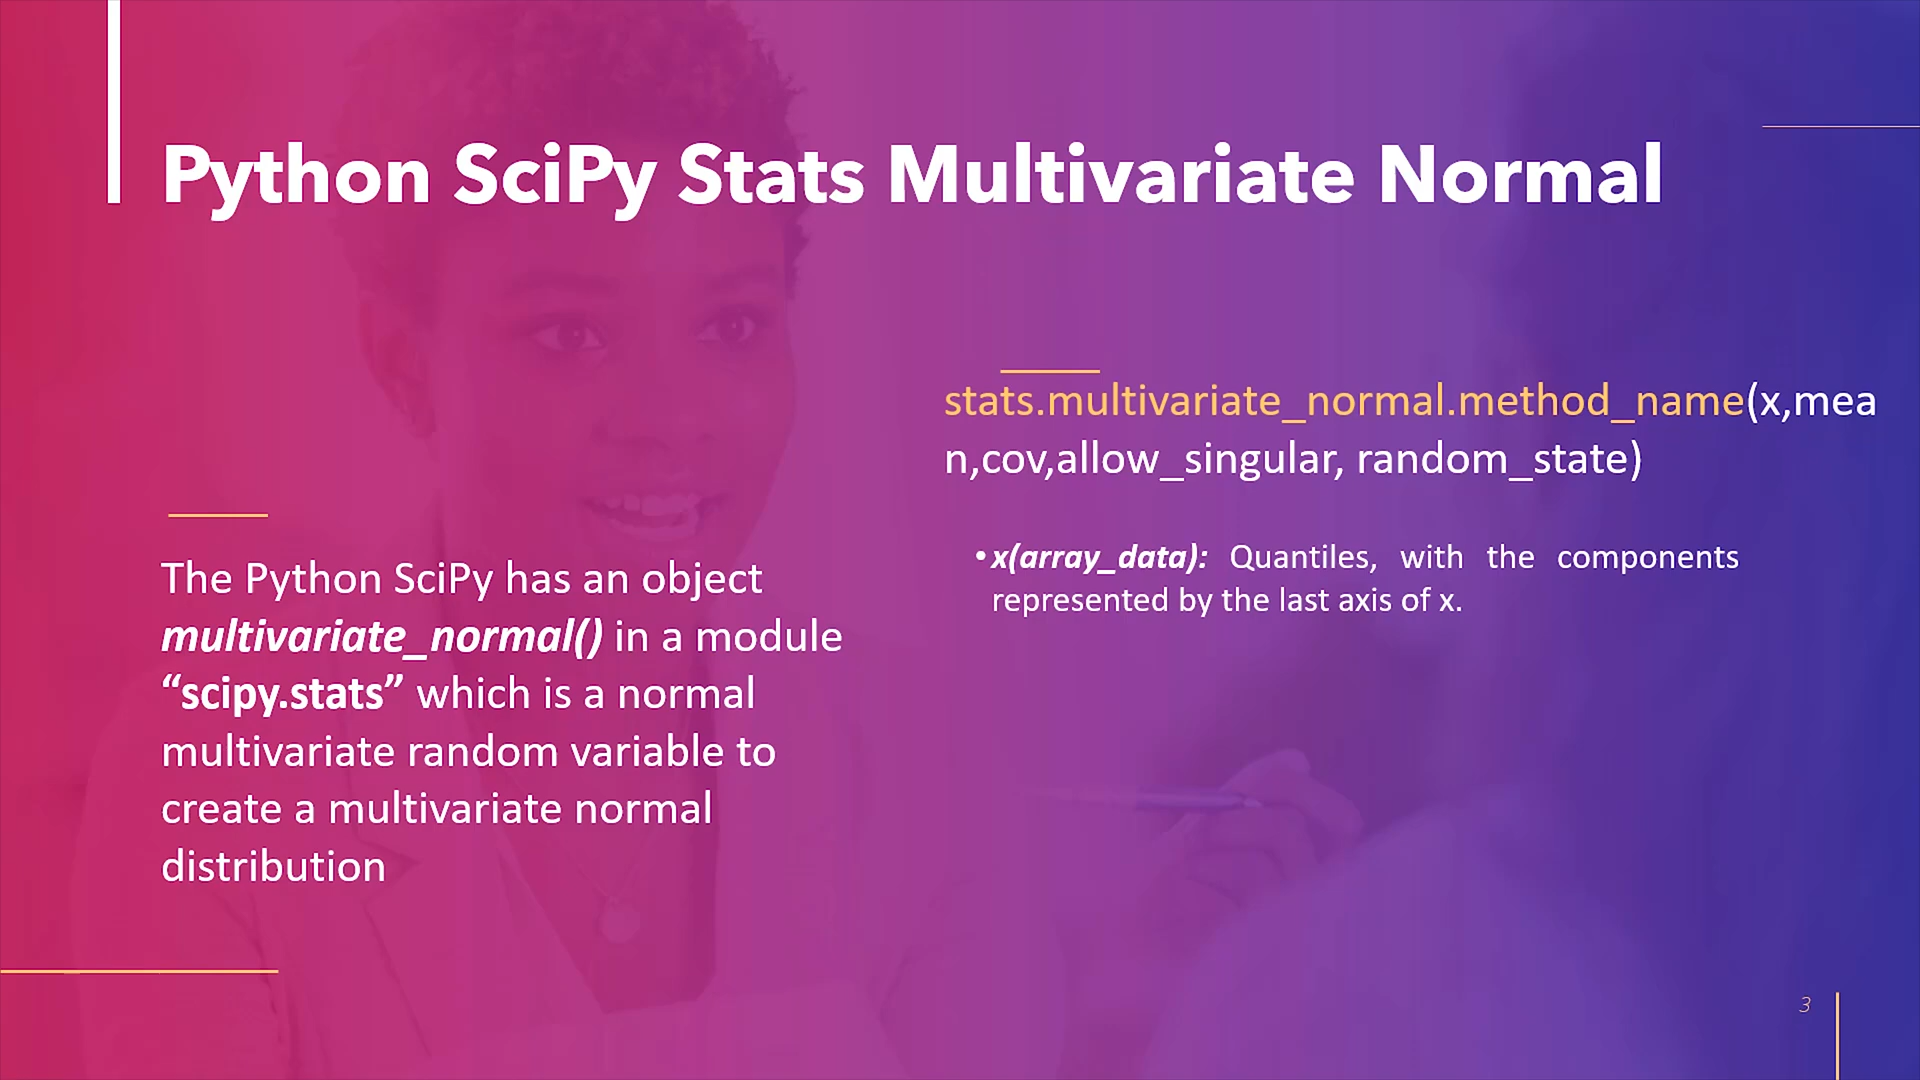 Python SciPy Stats Multivariate Normal
The Python SciPy has an object
multivariate_normal() in a module
“scipy.stats” which is a normal
multivariate random variable to
create a multivariate normal
distribution
stats.multivariate_normal.method_name(x,mea
n,cov,allow_singular, random_state)
•x(array_data): Quantiles, with the components
represented by the last axis of x.
3